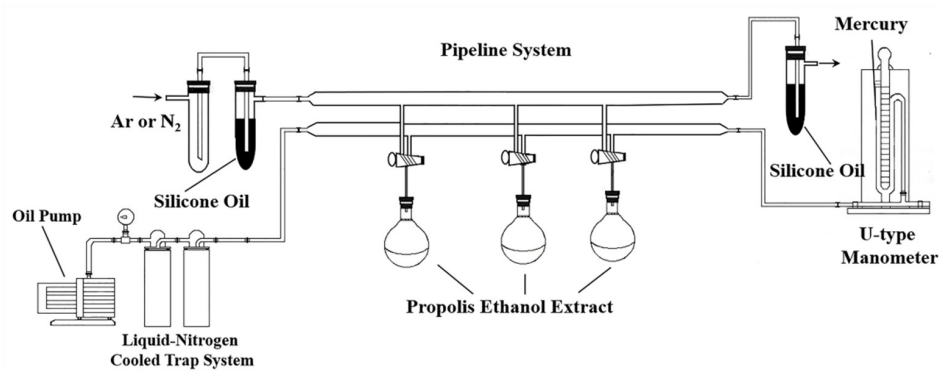 Mercury
Pipeline System
Ar or N₂
Silicone Oil
Silicone Oil
Oil Pump
U-type
Manometer
Propolis Ethanol Extract
Liquid-Nitrogen
Cooled Trap System